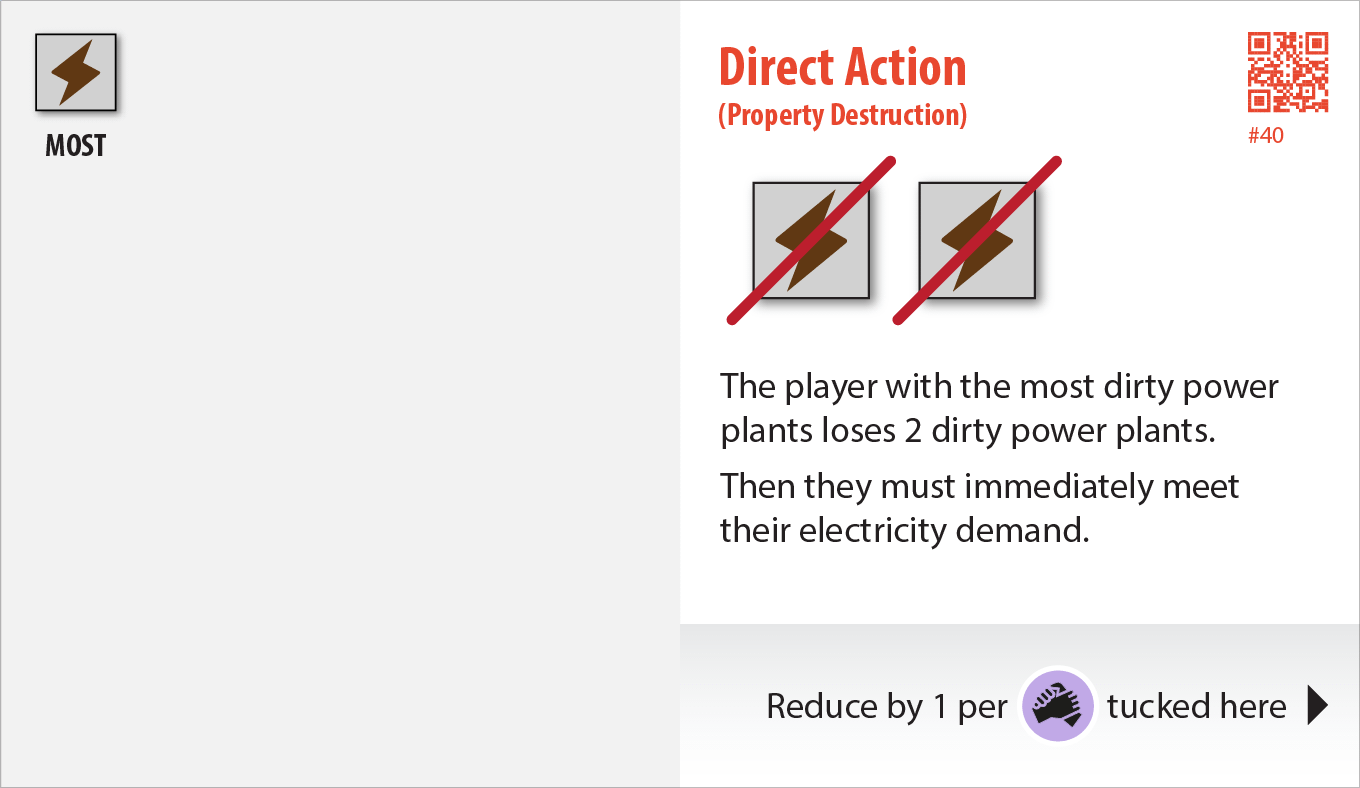 MOST
Direct Action
(Property Destruction)
#40
The player with the most dirty power
plants loses 2 dirty power plants.
Then they must immediately meet
their electricity demand.
Reduce by 1 per tucked here